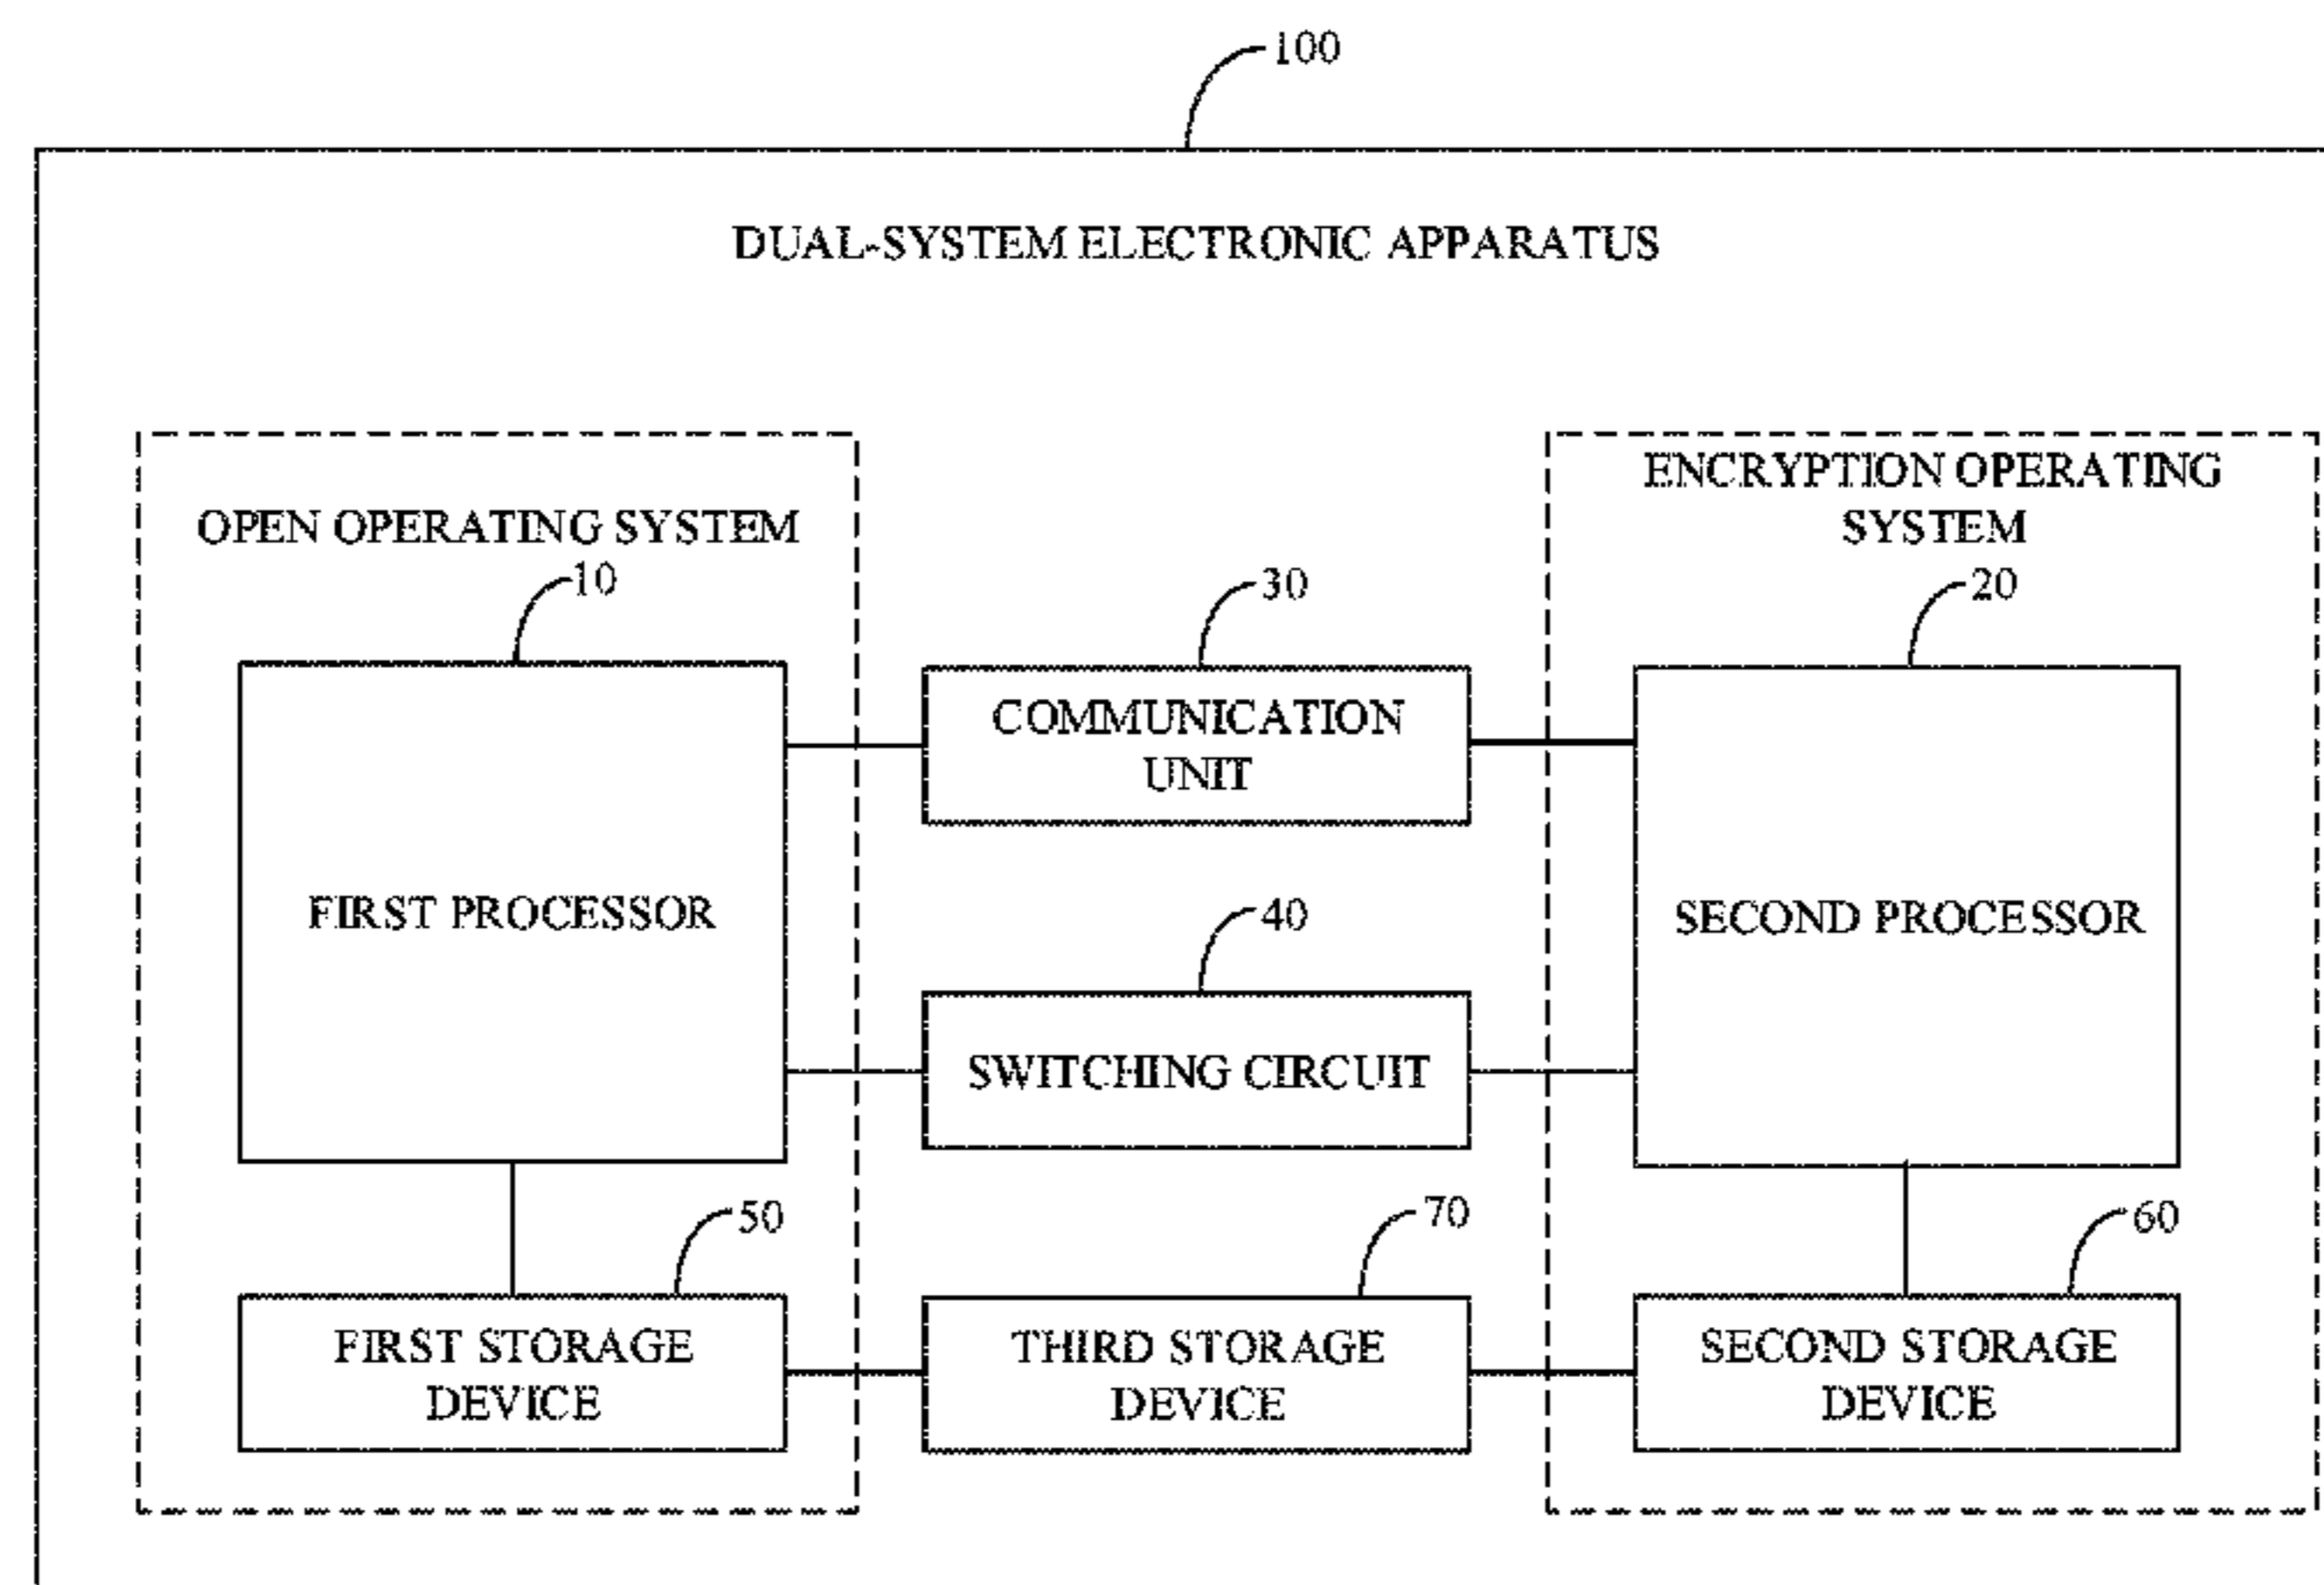 100
DUAL-SYSTEM ELECTRONIC APPARATUS
OPEN OPERATING SYSTEM
ENCRYPTION OPERATING
SYSTEM
10
30
20
FIRST PROCESSOR
COMMUNICATION
UNIT
SECOND PROCESSOR
40
SWITCHING CIRCUIT
50
70
60
FIRST STORAGE
DEVICE
THIRD STORAGE
DEVICE
SECOND STORAGE
DEVICE